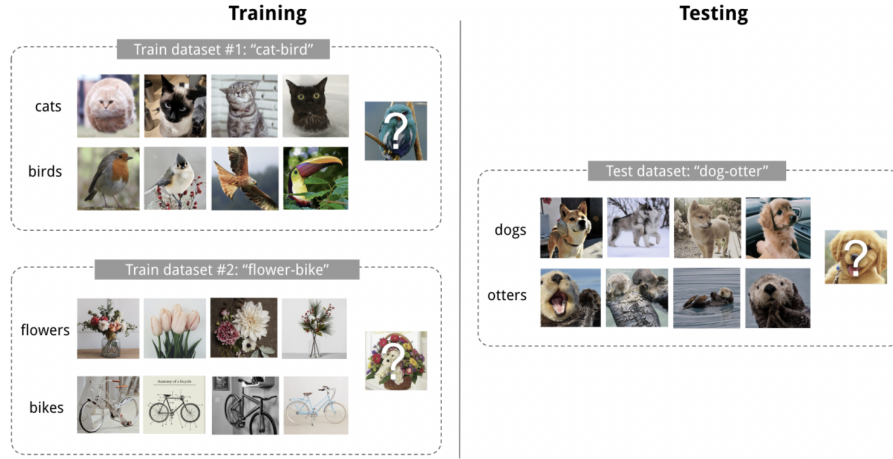 Training
Train dataset #1: “cat-bird”
cats
?
birds
Train dataset #2: “flower-bike”
flowers
?
bikes
Testing
Test dataset: “dog-otter”
dogs
?
otters